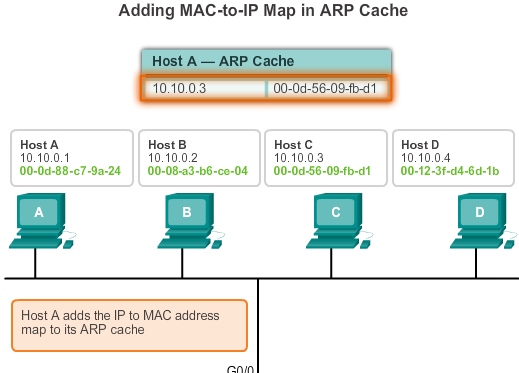 Adding MAC-to-IP Map in ARP Cache
Host A — ARP Cache
10.10.0.3 00-0d-56-09-fb-d1
Host A
10.10.0.1
00-0d-88-c7-9a-24
Host B
10.10.0.2
00-08-a3-b6-ce-04
Host C
10.10.0.3
00-0d-56-09-fb-d1
Host D
10.10.0.4
00-12-3f-d4-6d-1b
A
B
C
D
Host A adds the IP to MAC address
map to its ARP cache
G0/0